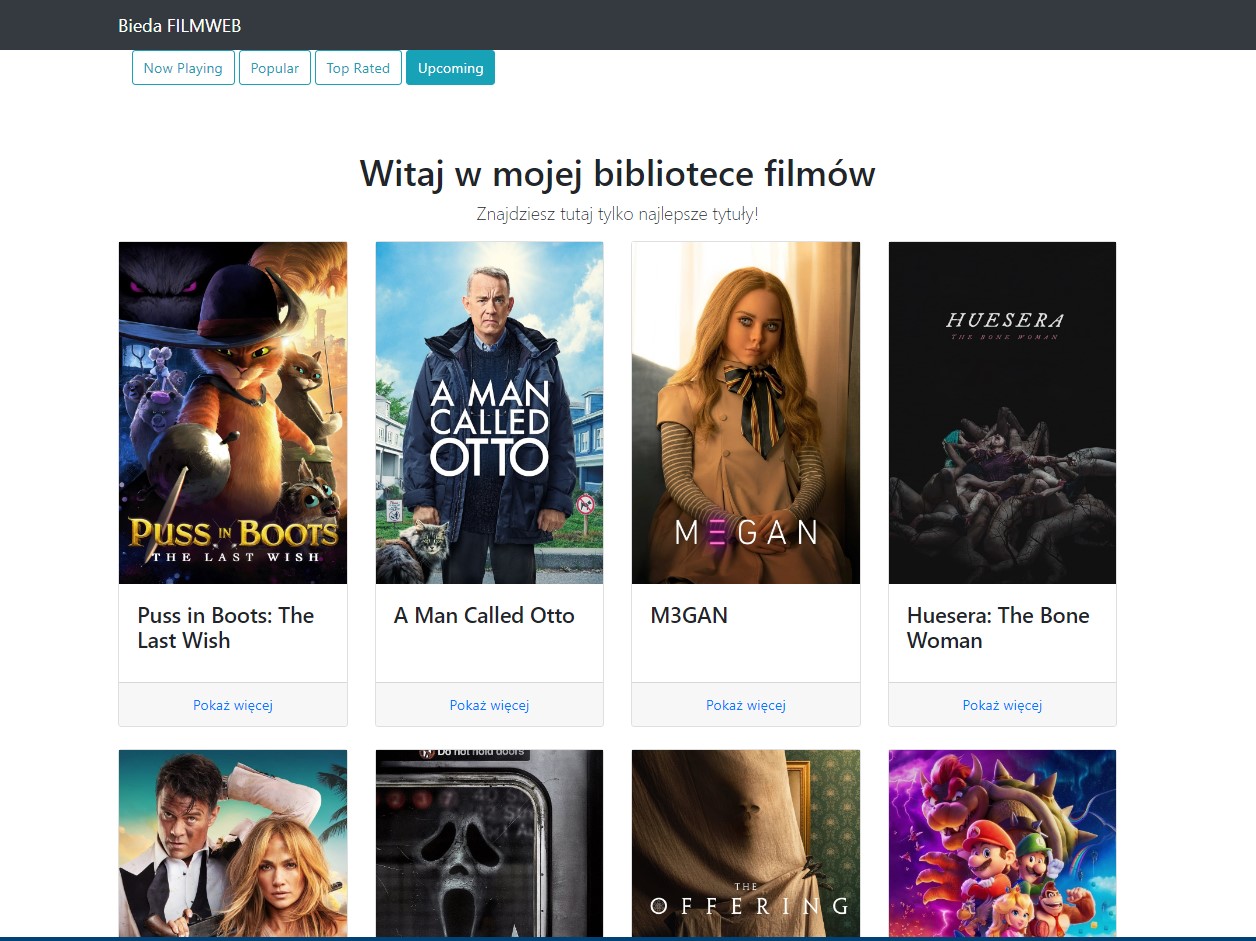 Bieda FILMWEB
Now Playing
Popular
Top Rated
Upcoming
Witaj w mojej bibliotece filmów
Znajdziesz tutaj tylko najlepsze tytuły!
PUSS IN BOOTS
THE LAST WISH
A MAN
CALLED
OTTO
MƎGAN
HUESERA
THE BONE WOMAN
Puss in Boots: The
Last Wish
A Man Called Otto
M3GAN
Huesera: The Bone
Woman
Pokaż więcej
Pokaż więcej
Pokaż więcej
Pokaż więcej
Do not hold doors
THE
OFFERING